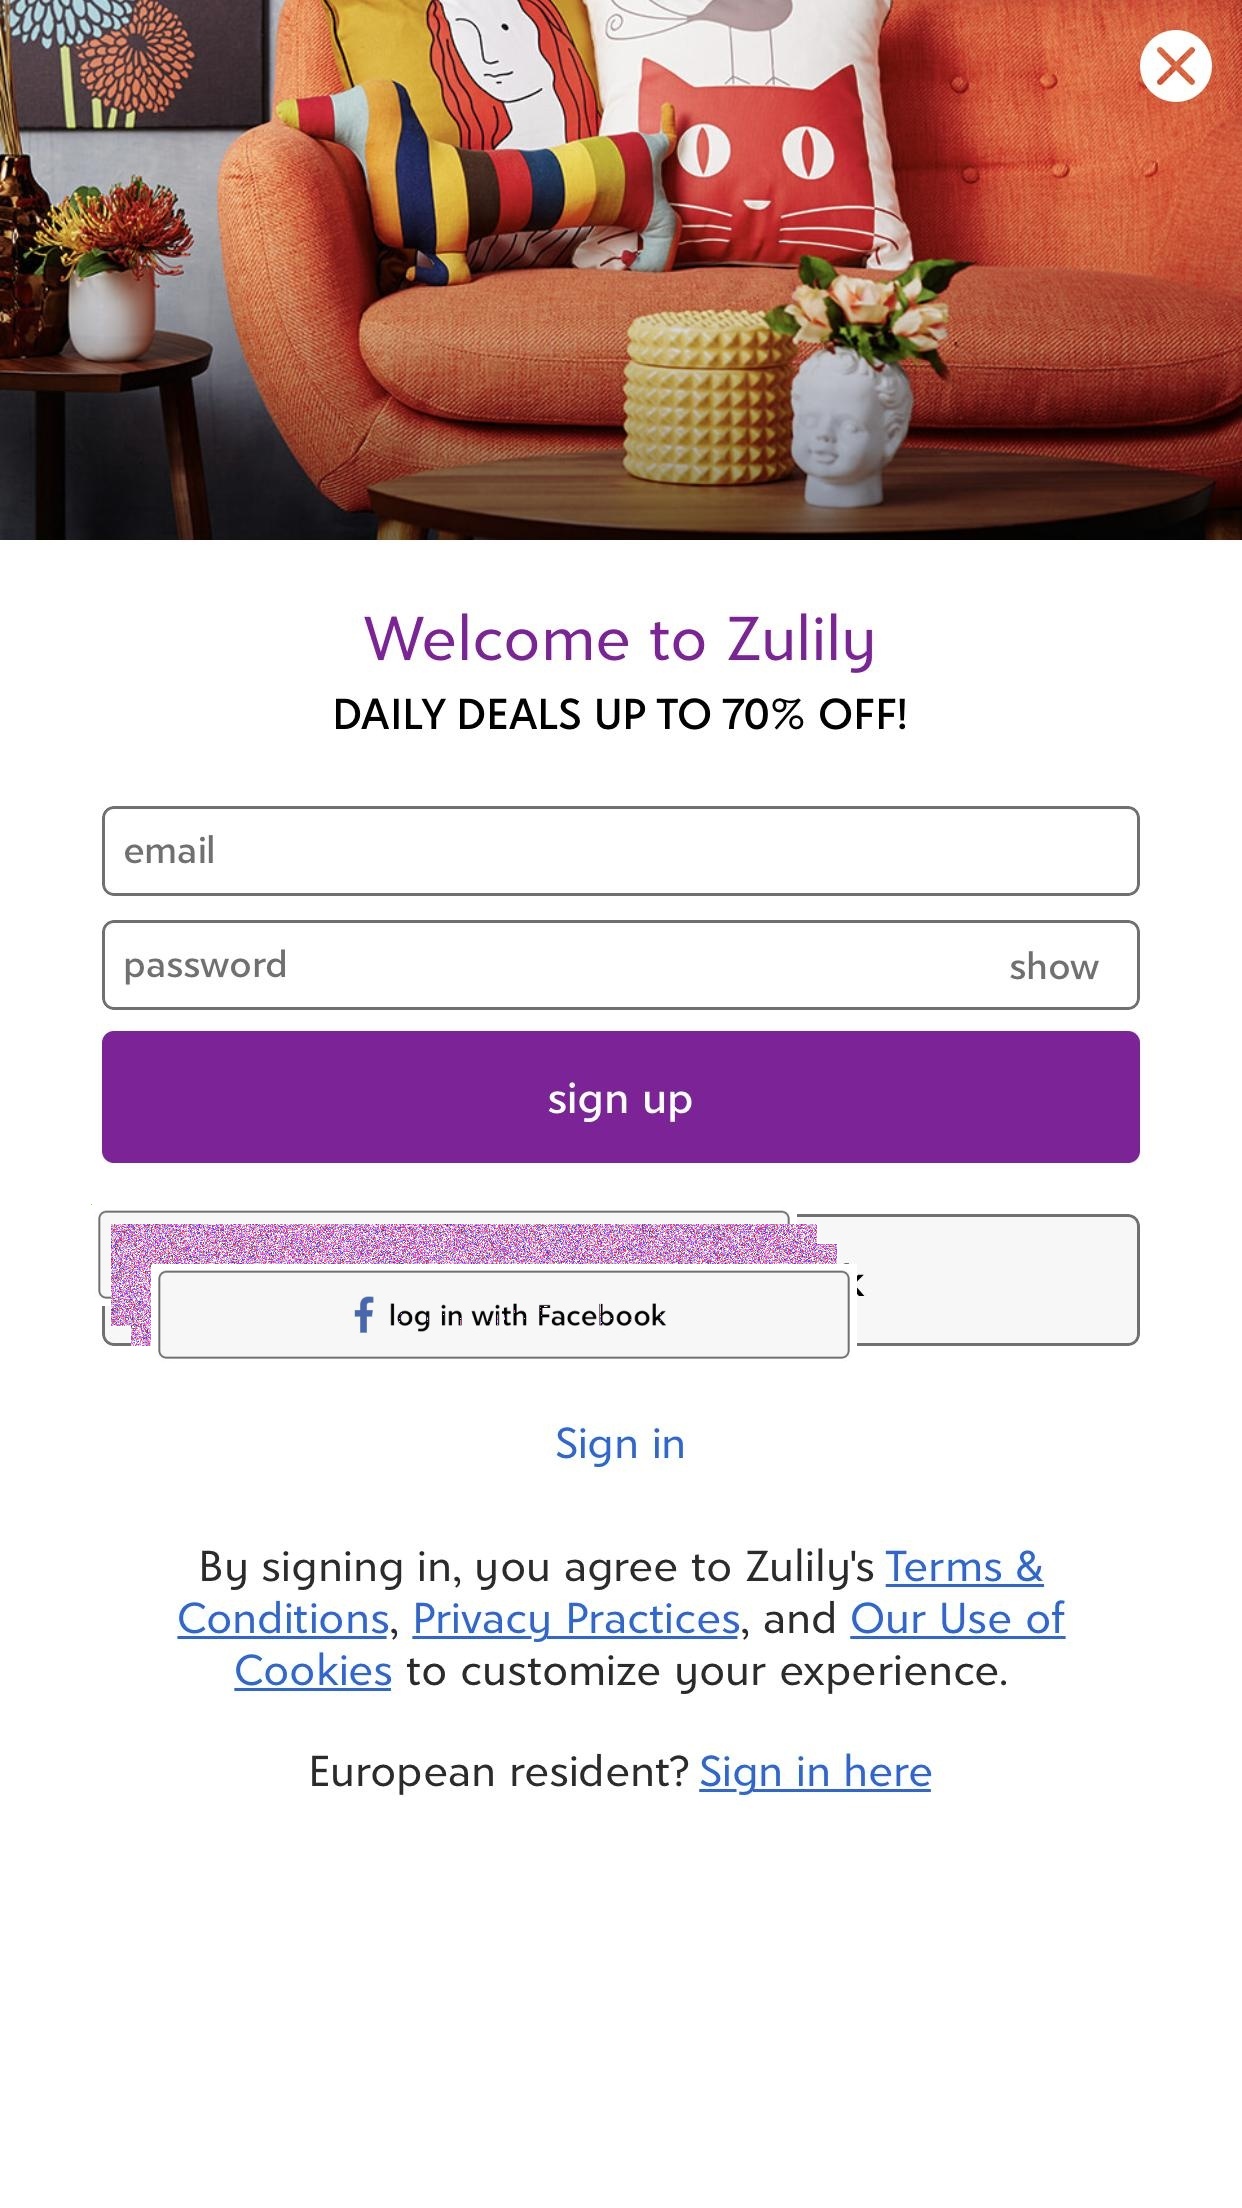 Welcome to Zulily
DAILY DEALS UP TO 70% OFF!
email
password
show
sign up
log in with Facebook
Sign in
By signing in, you agree to Zulily's Terms &
Conditions, Privacy Practices, and Our Use of
Cookies to customize your experience.
European resident? Sign in here